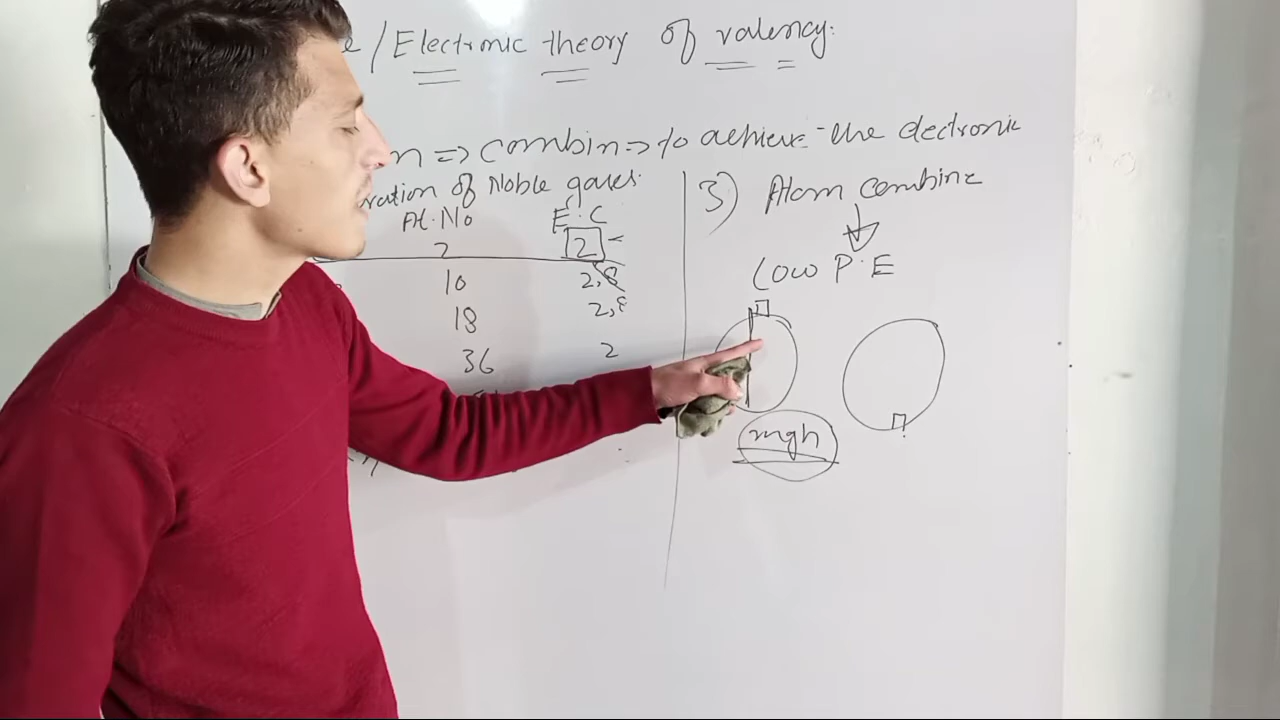 /Electronic theory of valency:
n => combin => to achieve the electronic
ration of Noble gases.
At.No E.C
2 2
10 2,8
18 2,8
36 2
3) Atom combine
Low P.E
mgh